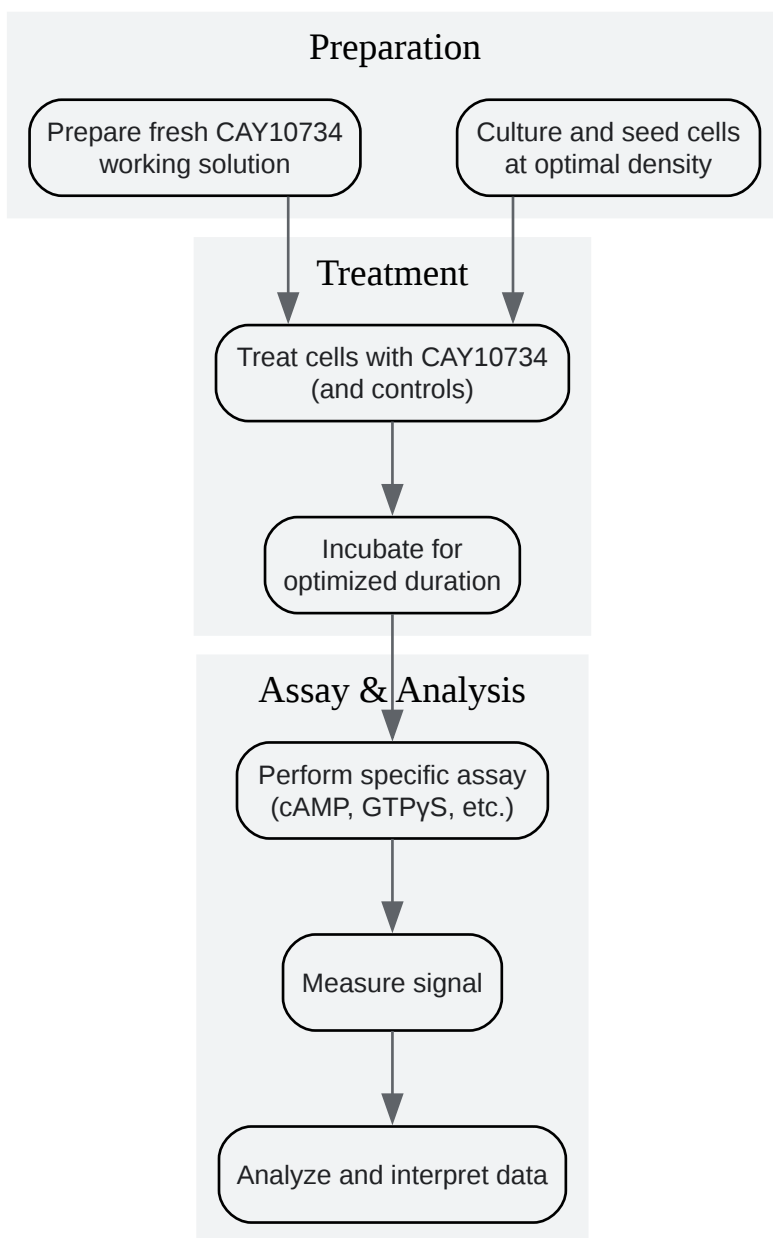 Preparation
Prepare fresh CAY10734
working solution
Culture and seed cells
at optimal density
Treatment
Treat cells with CAY10734
(and controls)
Incubate for
optimized duration
Assay & Analysis
Perform specific assay
(cAMP, GTPγS, etc.)
Measure signal
Analyze and interpret data